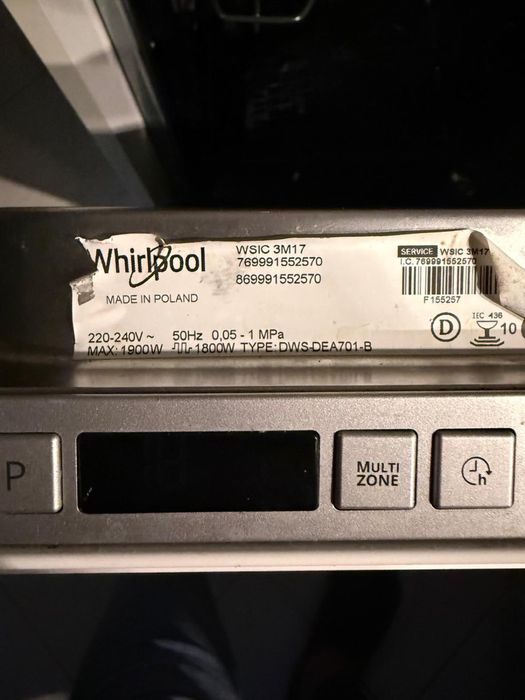 Whirlpool
MADE IN POLAND
WSIC 3M17
769991552570
869991552570
SERVICE WSIC 3M17
I.C. 769991552570
F 155257
D
IEC 436
10
220-240V ~ 50Hz 0,05 - 1 MPa
MAX: 1900W 1800W TYPE: DWS-DEA701-B
P
MULTI
ZONE
h